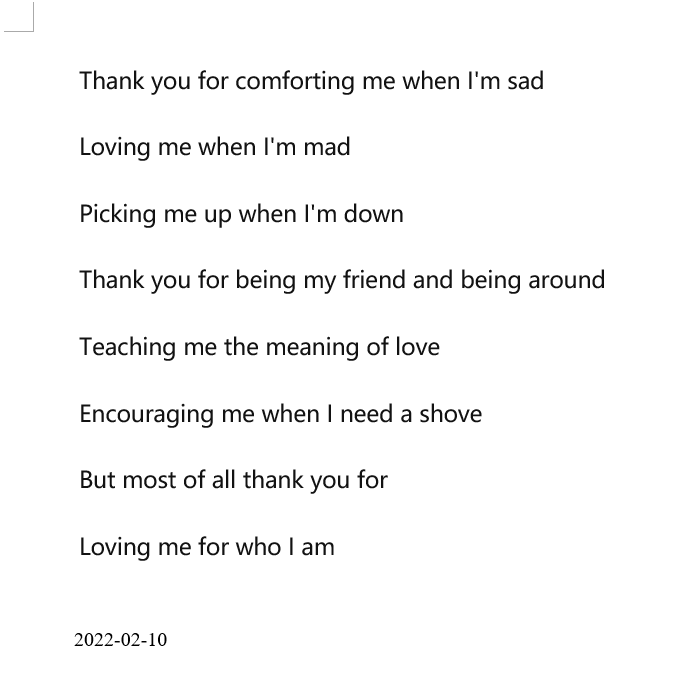 Thank you for comforting me when I'm sad
Loving me when I'm mad
Picking me up when I'm down
Thank you for being my friend and being around
Teaching me the meaning of love
Encouraging me when I need a shove
But most of all thank you for
Loving me for who I am
2022-02-10